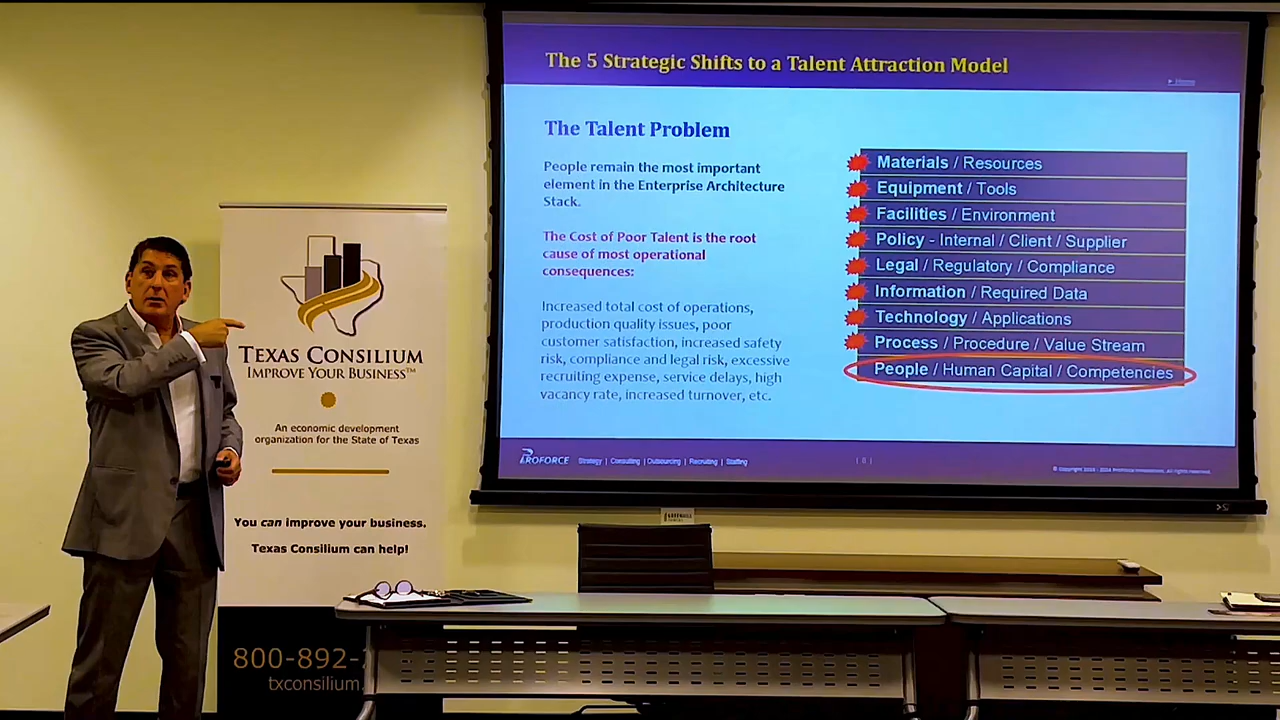 The 5 Strategic Shifts to a Talent Attraction Model
Home
The Talent Problem
People remain the most important
element in the Enterprise Architecture
Stack.
The Cost of Poor Talent is the root
cause of most operational
consequences:
Increased total cost of operations,
production quality issues, poor
customer satisfaction, increased safety
risk, compliance and legal risk, excessive
recruiting expense, service delays, high
vacancy rate, increased turnover, etc.
Materials / Resources
Equipment / Tools
Facilities / Environment
Policy - Internal / Client / Supplier
Legal / Regulatory / Compliance
Information / Required Data
Technology / Applications
Process / Procedure / Value Stream
People / Human Capital / Competencies
PROFORCE Strategy | Consulting | Outsourcing | Recruiting | Staffing
| 8 |
TEXAS CONSILIUM
IMPROVE YOUR BUSINESS™
An economic development
organization for the State of Texas
You can improve your business.
Texas Consilium can help!
800-892-
txconsilium.